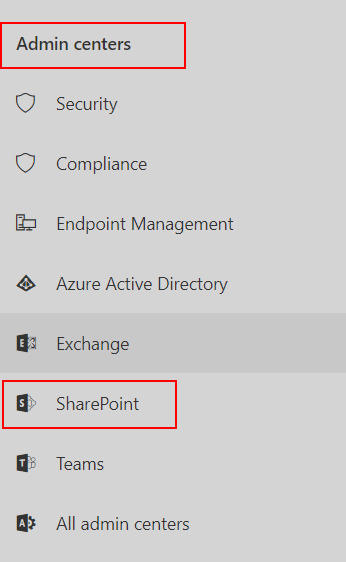 Admin centers
Security
Compliance
Endpoint Management
Azure Active Directory
Exchange
SharePoint
Teams
All admin centers